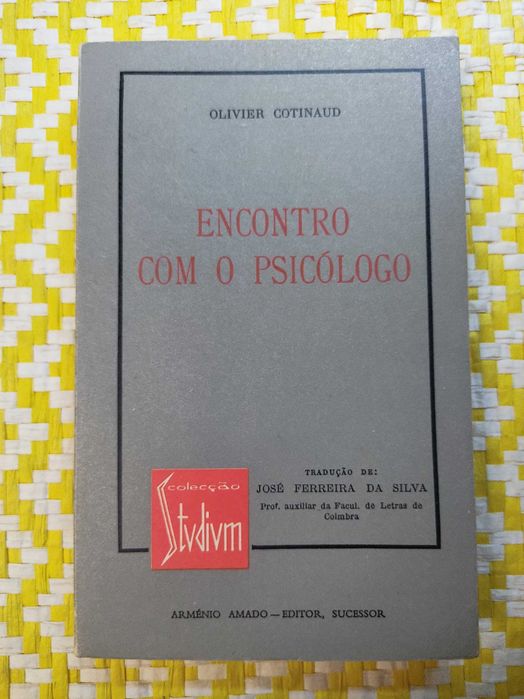 OLIVIER COTINAUD
ENCONTRO
COM O PSICÓLOGO
TRADUÇÃO DE:
JOSÉ FERREIRA DA SILVA
Prof. auxiliar da Facul. de Letras de
Coimbra
colecção
Stvdivm
ARMÉNIO AMADO — EDITOR, SUCESSOR